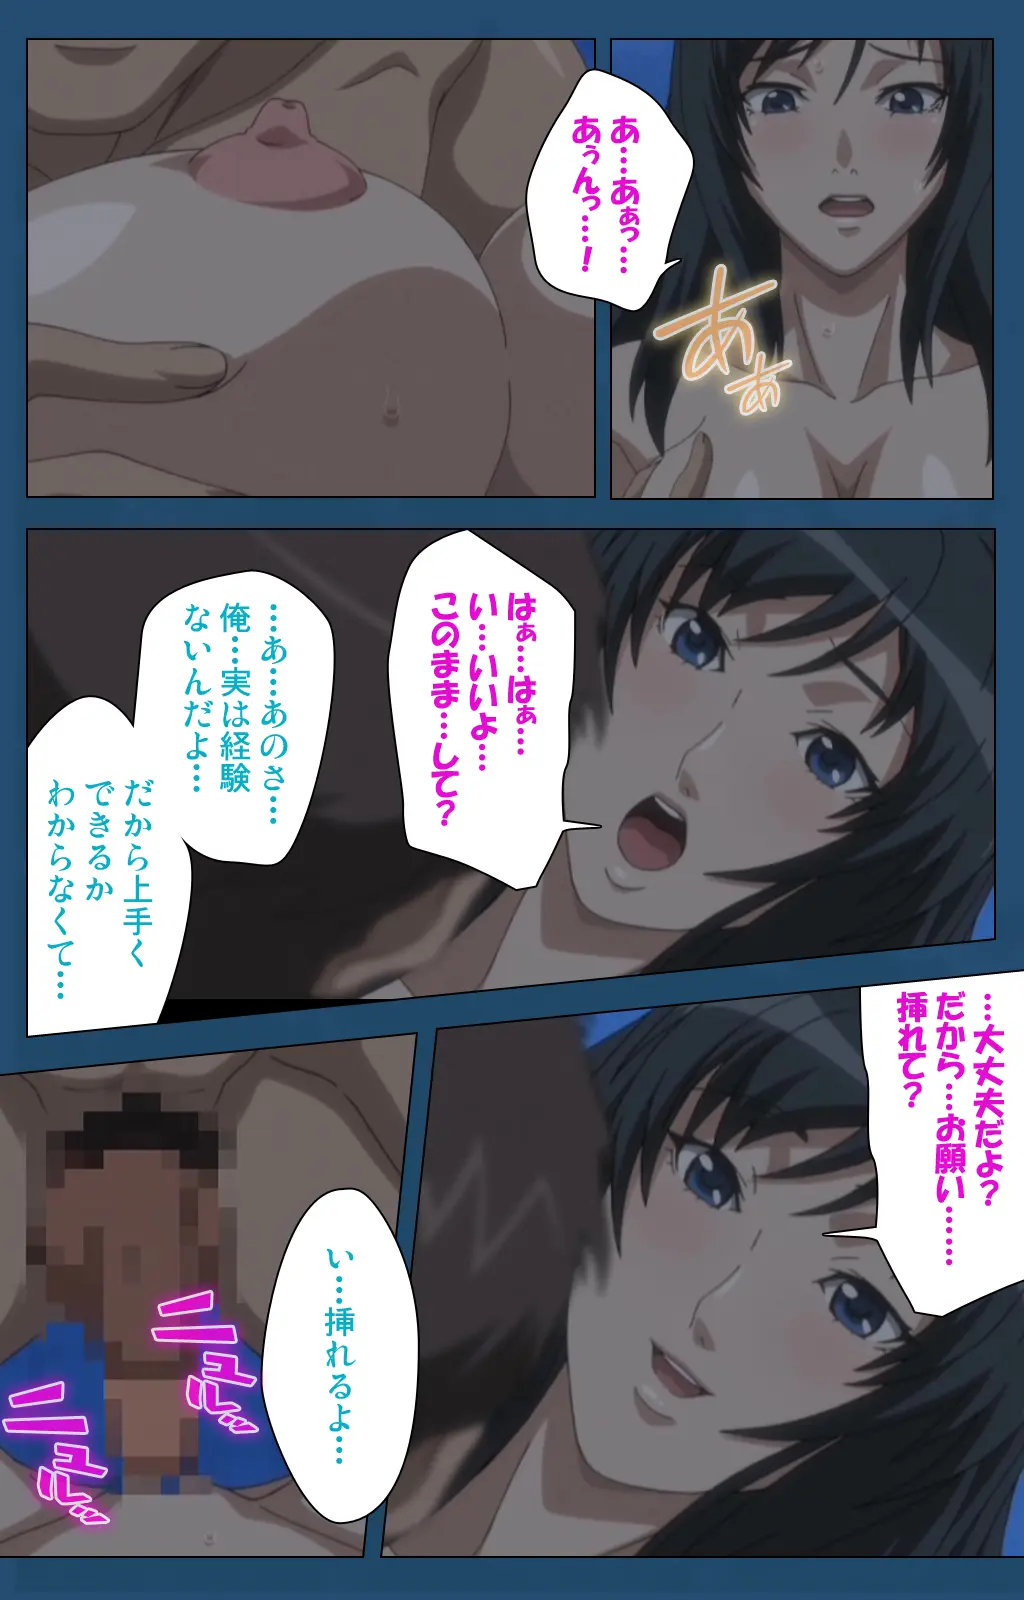 あ…あぁっ…
あぅんっ…！
あぁ
はぁ…はぁ…
い…いいよ…
このまま…して？
…あ…あのさ…
俺…実は経験
ないんだよ…
だから上手く
できるか
わからなくて…
…大丈夫だよ？
だから…お願い……
挿れて？
い…挿れるよ…
ニュルッ
ニュルッ